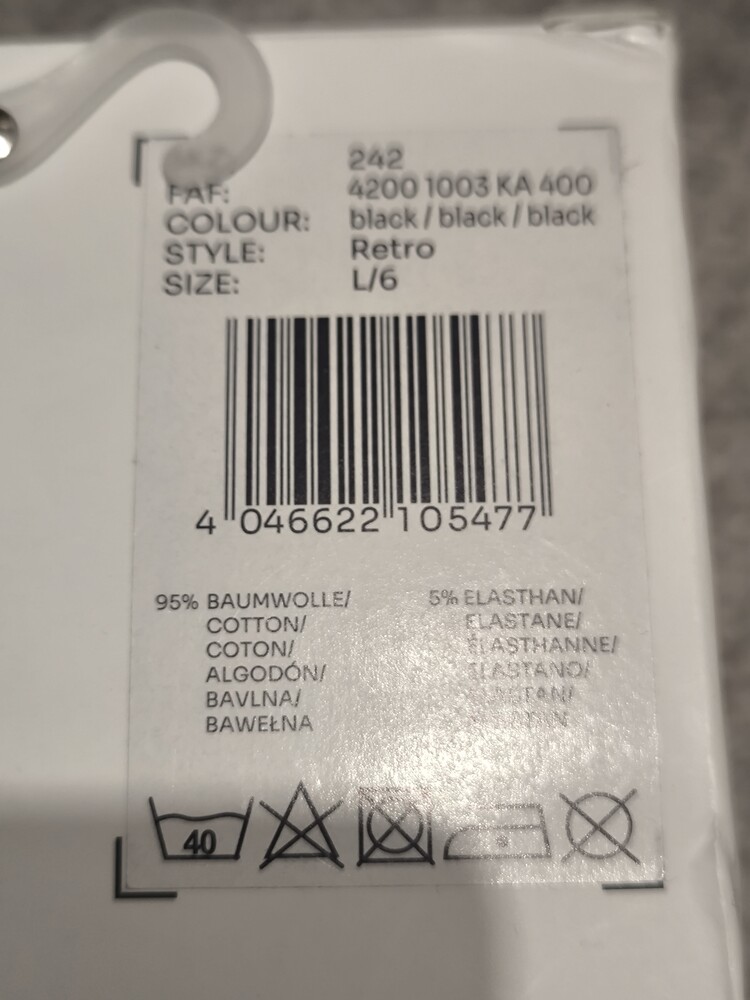 242
FAF: 4200 1003 KA 400
COLOUR: black / black / black
STYLE: Retro
SIZE: L/6
4 046622 105477
95% BAUMWOLLE/ 5% ELASTHAN/
COTTON/ ELASTANE/
COTON/ ÉLASTHANNE/
ALGODÓN/ ELASTANO/
BAVLNA/
BAWEŁNA
40